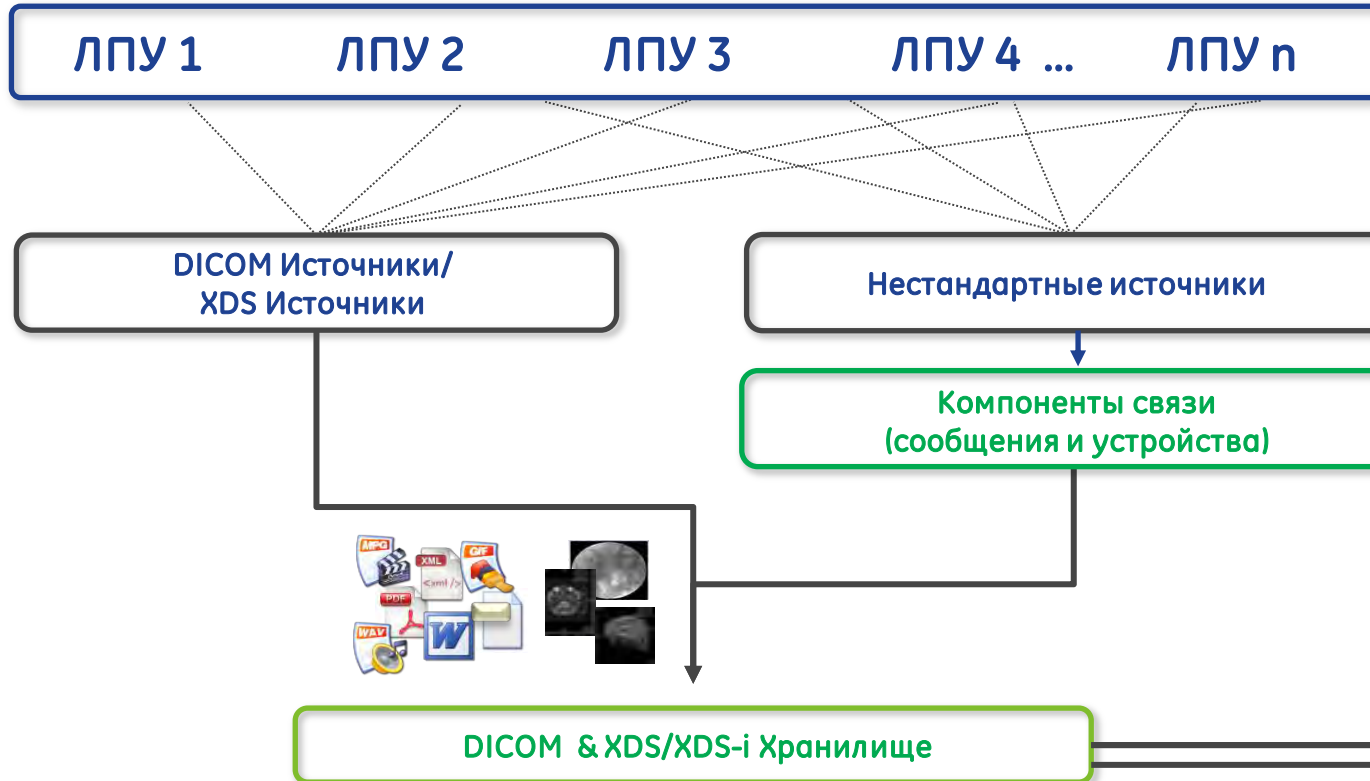 ЛПУ 1 ЛПУ 2 ЛПУ 3 ЛПУ 4 ... ЛПУ n
DICOM Источники/
XDS Источники
Нестандартные источники
Компоненты связи
(сообщения и устройства)
MPG
XML
<xml/>
GIF
PDF
WAV
W
DICOM & XDS/XDS-i Хранилище